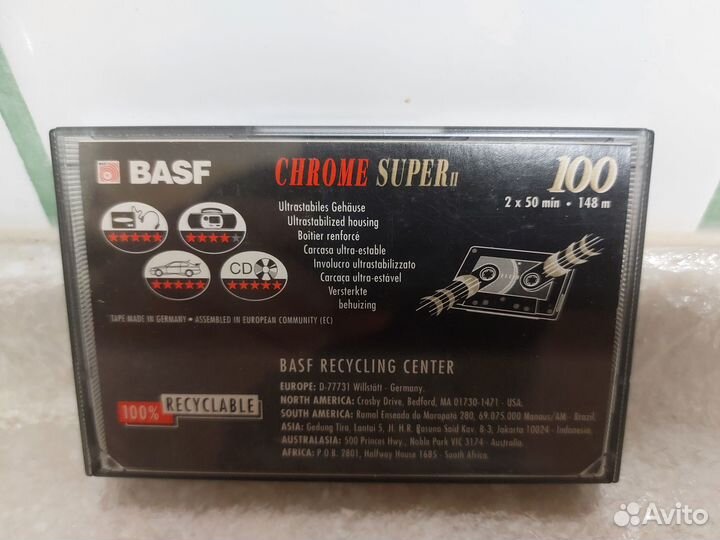 BASF
CHROME SUPER II
100
2 x 50 min • 148 m
Ultrastabiles Gehäuse
Ultrastabilized housing
Boîtier renforcé
Carcasa ultra-estable
Involucro ultrastabilizzato
Carcaça ultra-estável
Versterkte
behuizing
CD
TAPE MADE IN GERMANY • ASSEMBLED IN EUROPEAN COMMUNITY (EC)
BASF RECYCLING CENTER
EUROPE: D-77731 Willstätt - Germany.
NORTH AMERICA: Crosby Drive, Bedford, MA 01730-1471 - USA.
SOUTH AMERICA: Ramal Enseada do Marapatá 280, 69.075.000 Manaus/AM - Brazil.
ASIA: Gedung Tira, Lantai 5, Jl. H.R. Rasuna Said Kav. B-3, Jakarta 10024 - Indonesia.
AUSTRALASIA: 500 Princes Hwy., Noble Park VIC 3174 - Australia.
AFRICA: P O B. 2801, Halfway House 1685 - South Africa.
100% RECYCLABLE
Avito